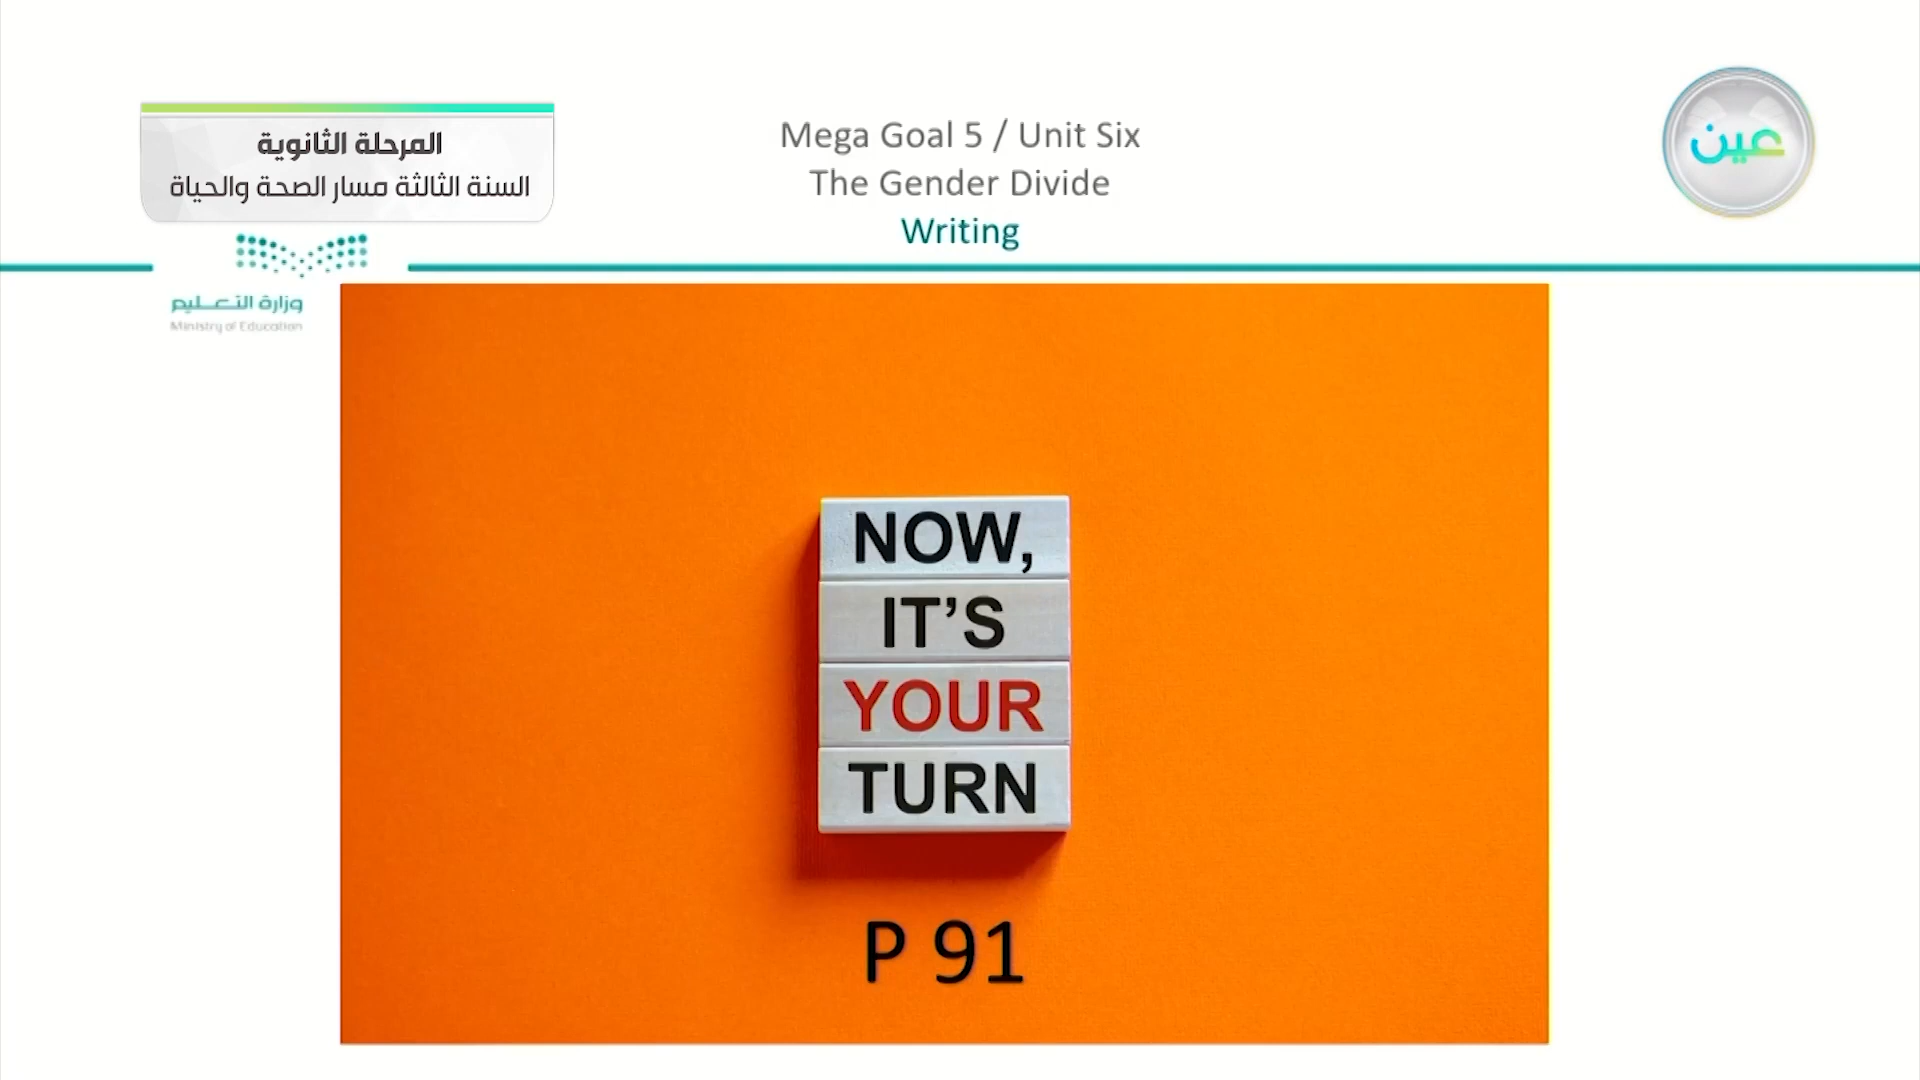 المرحلة الثانوية
السنة الثالثة مسار الصحة والحياة
Mega Goal 5 / Unit Six
The Gender Divide
Writing
عين
وزارة التعليم
Ministry of Education
NOW,
IT’S
YOUR
TURN
P 91